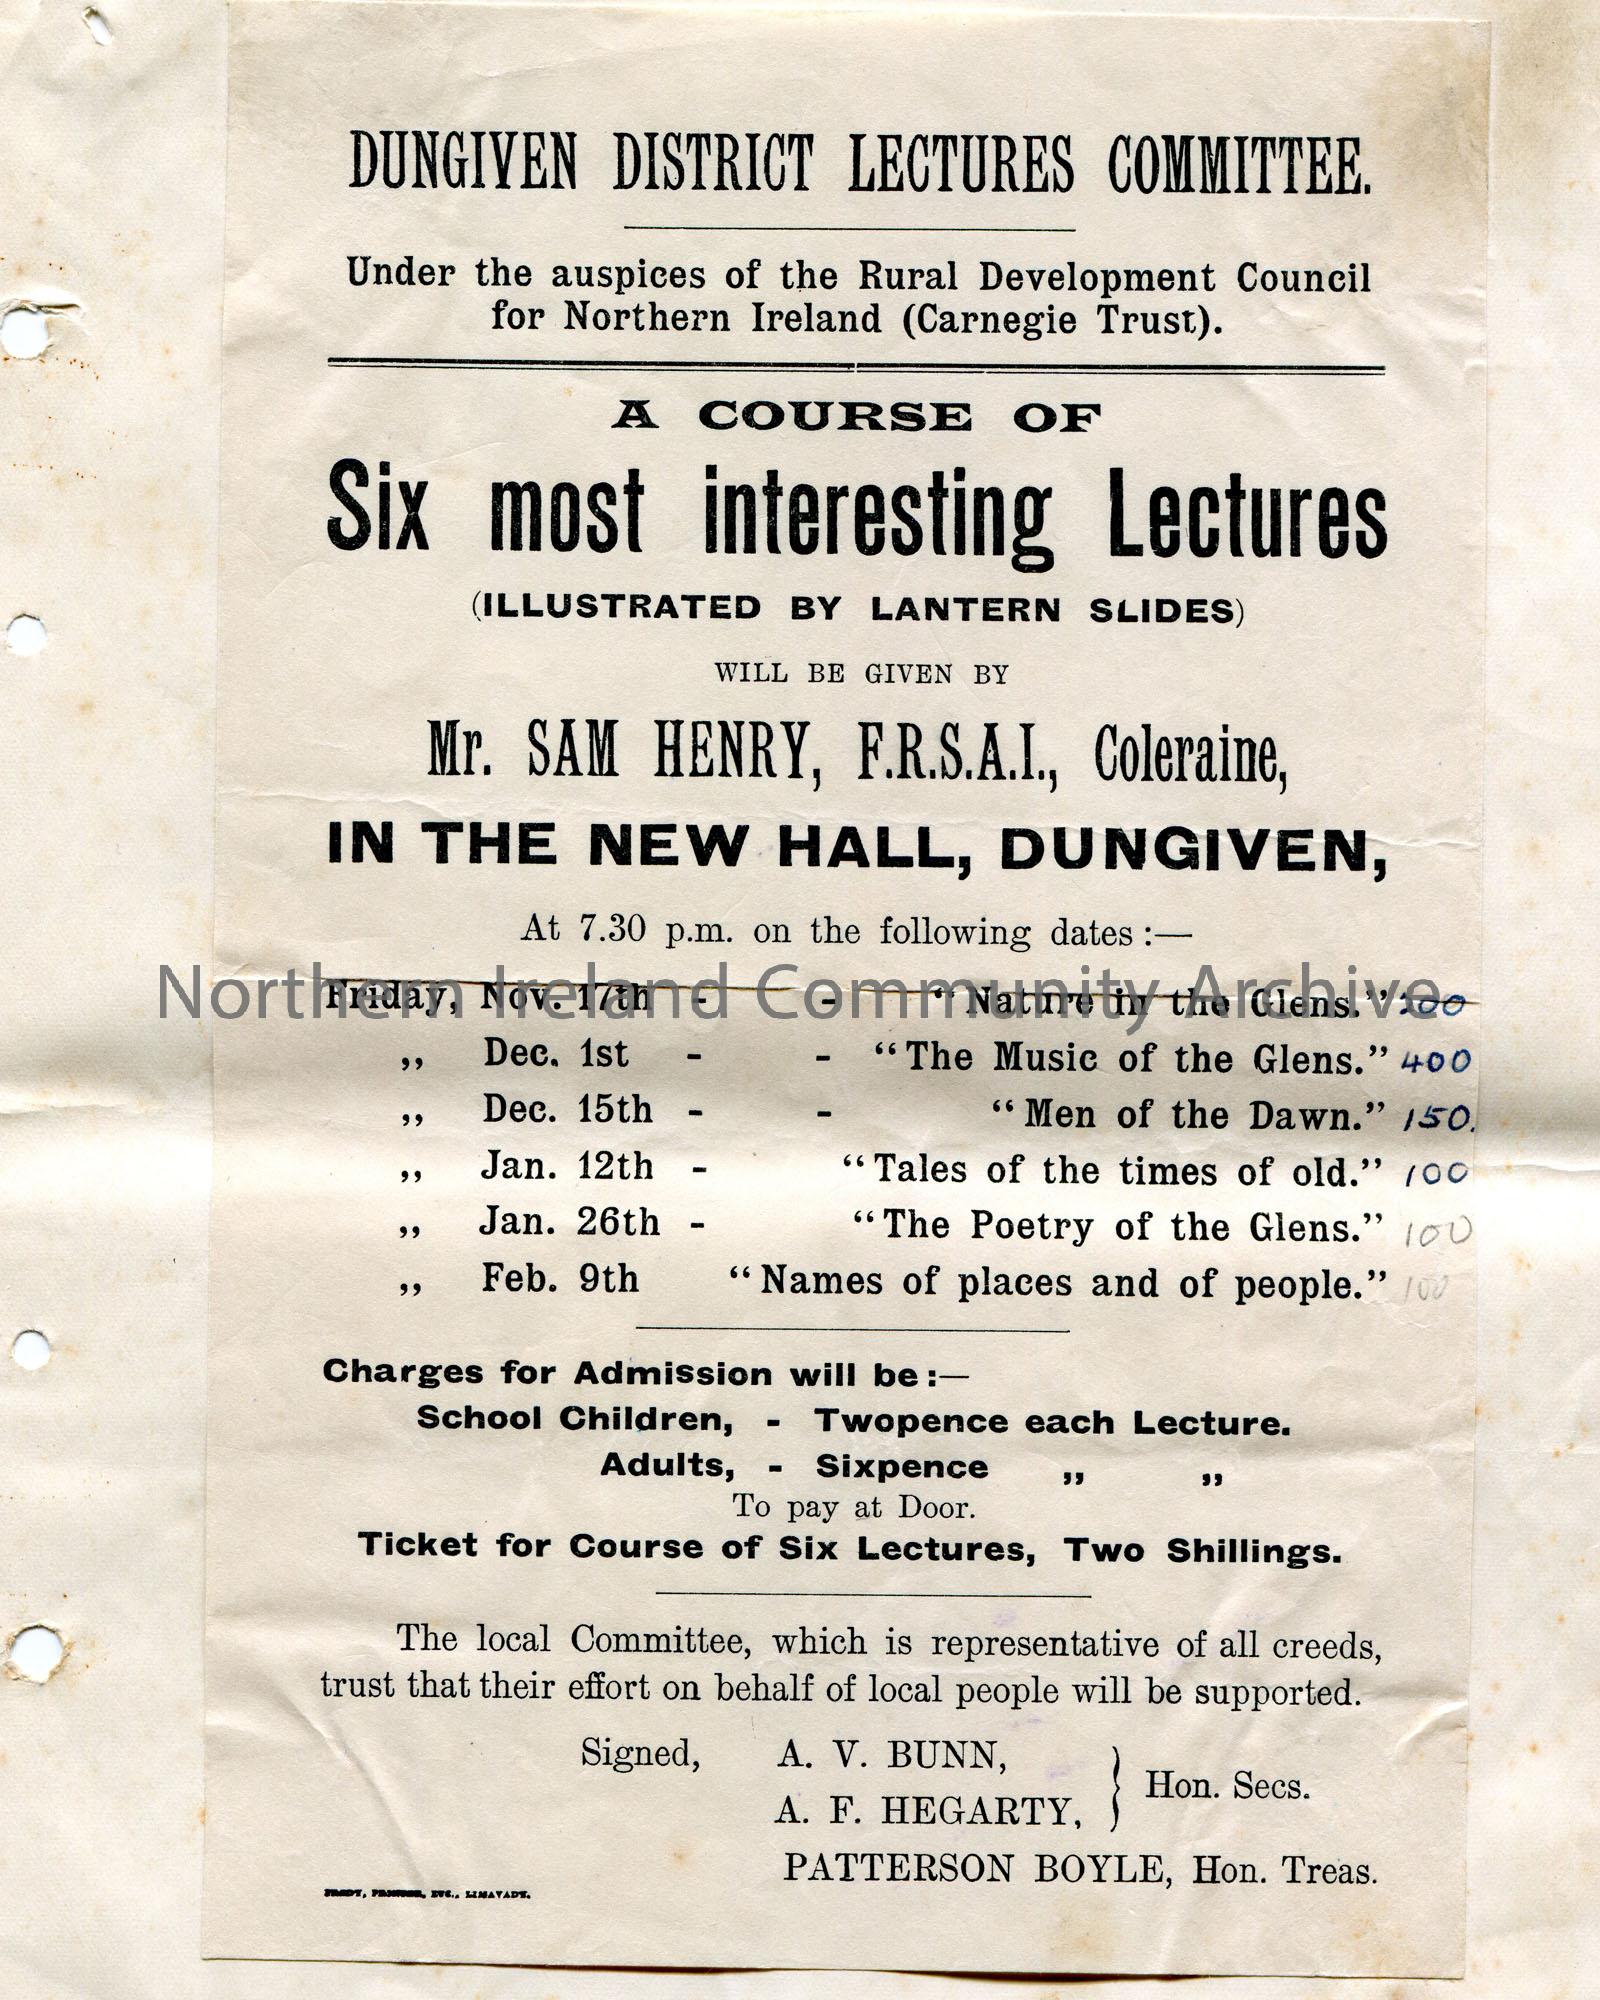 DUNGIVEN DISTRICT LECTURES COMMITTEE.
Under the auspices of the Rural Development Council
for Northern Ireland (Carnegie Trust).
A COURSE OF
Six most interesting Lectures
(ILLUSTRATED BY LANTERN SLIDES)
WILL BE GIVEN BY
Mr. SAM HENRY, F.R.S.A.I., Coleraine,
IN THE NEW HALL, DUNGIVEN,
At 7.30 p.m. on the following dates :—
Northern Ireland Community Archive
Friday, Nov. 17th - - "Nature in the Glens." 200
„ Dec. 1st - - "The Music of the Glens." 400
„ Dec. 15th - - "Men of the Dawn." 150.
„ Jan. 12th - "Tales of the times of old." 100
„ Jan. 26th - "The Poetry of the Glens." 100
„ Feb. 9th "Names of places and of people." 100
Charges for Admission will be :—
School Children, - Twopence each Lecture.
Adults, - Sixpence „ „
To pay at Door.
Ticket for Course of Six Lectures, Two Shillings.
The local Committee, which is representative of all creeds,
trust that their effort on behalf of local people will be supported.
Signed, A. V. BUNN,
A. F. HEGARTY, } Hon. Secs.
PATTERSON BOYLE, Hon. Treas.
PRINTER, ETC., LIMAVADY.